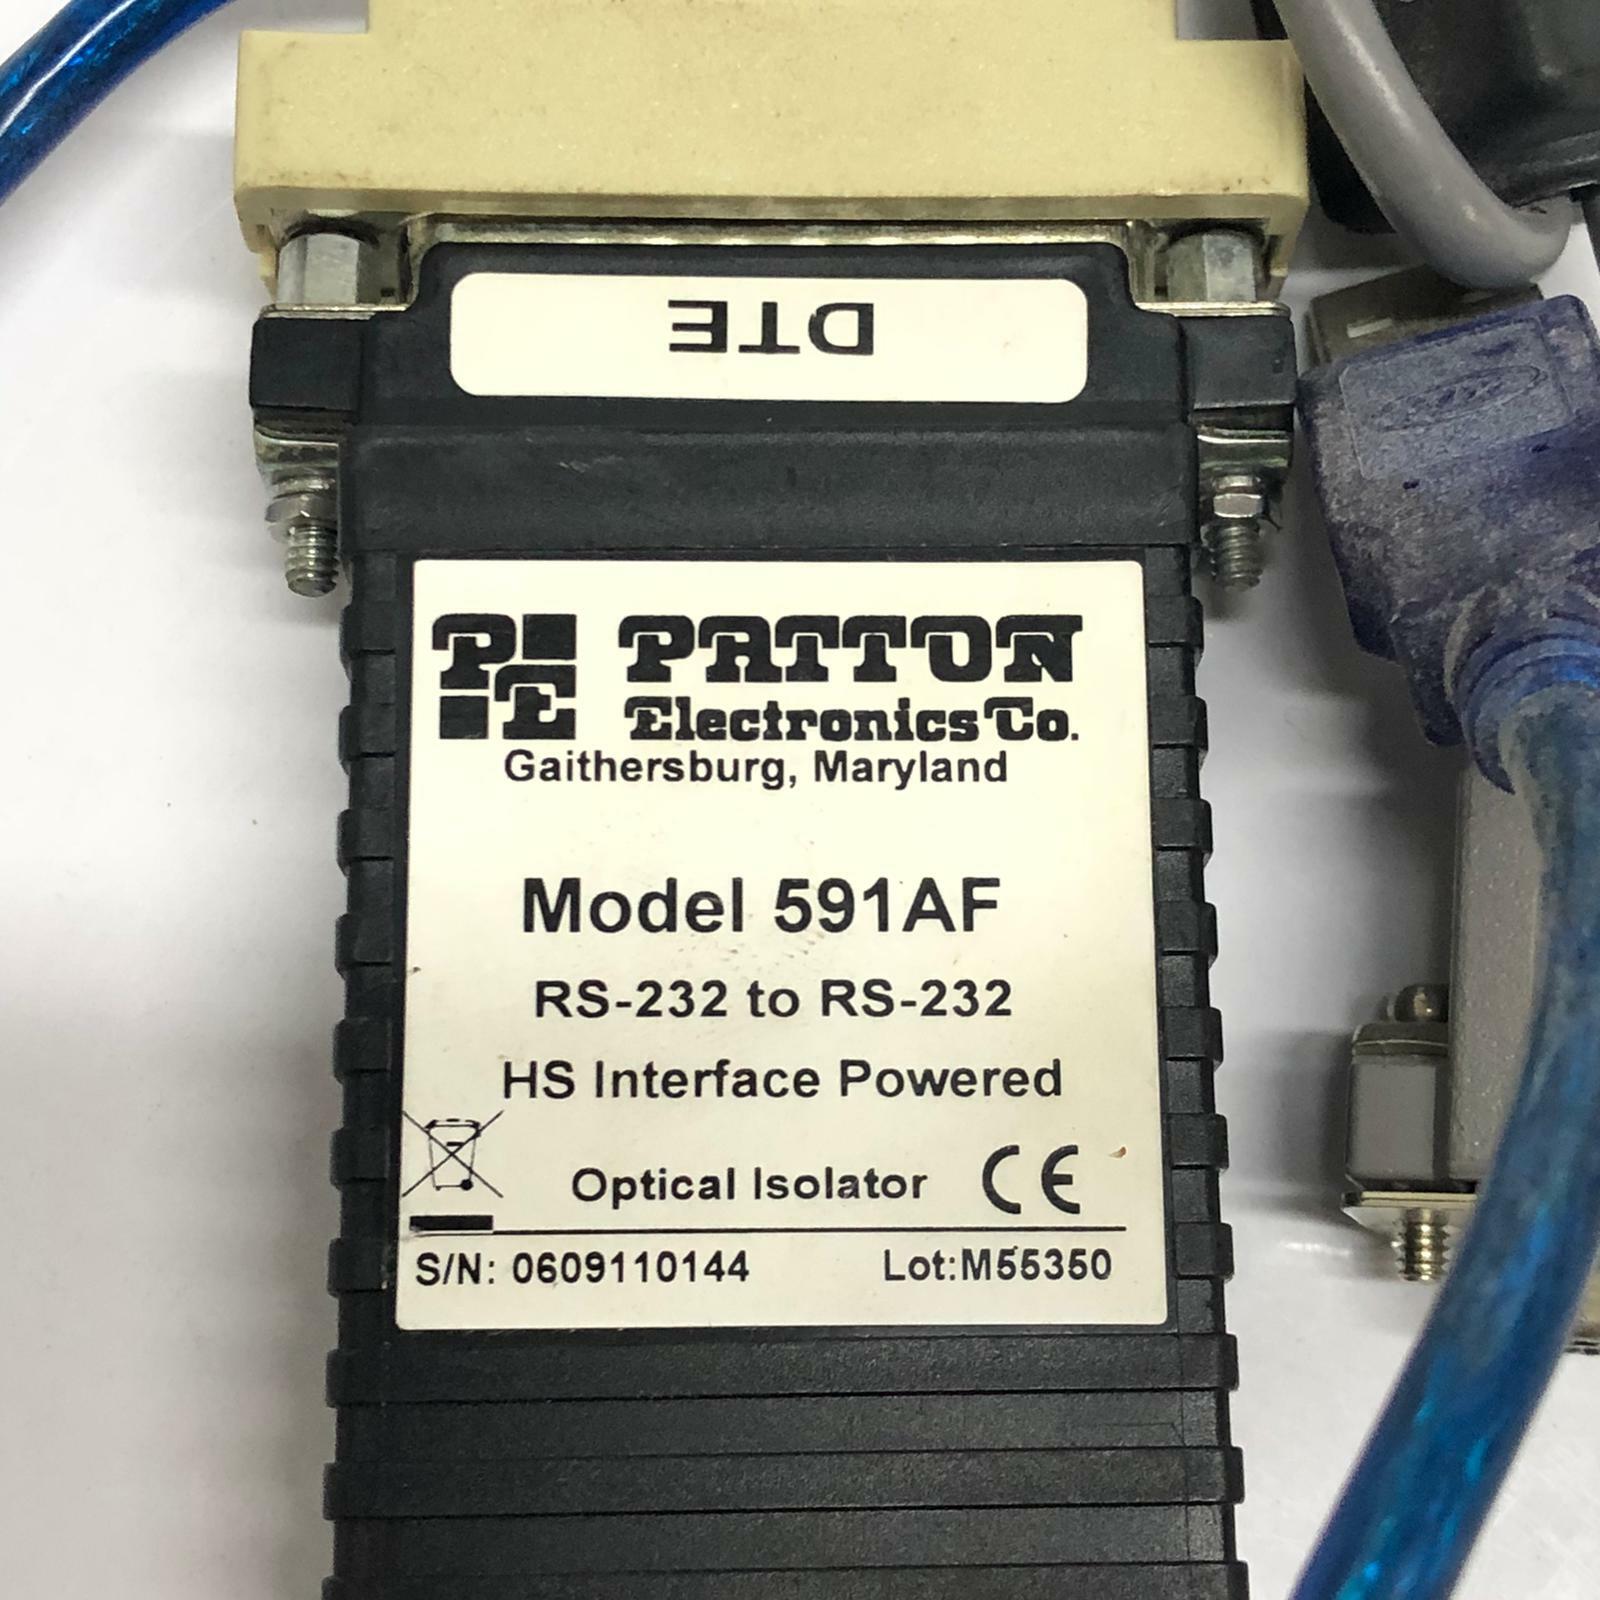 DTE
PE PATTON
Electronics Co.
Gaithersburg, Maryland
Model 591AF
RS-232 to RS-232
HS Interface Powered
Optical Isolator CE
S/N: 0609110144 Lot:M55350